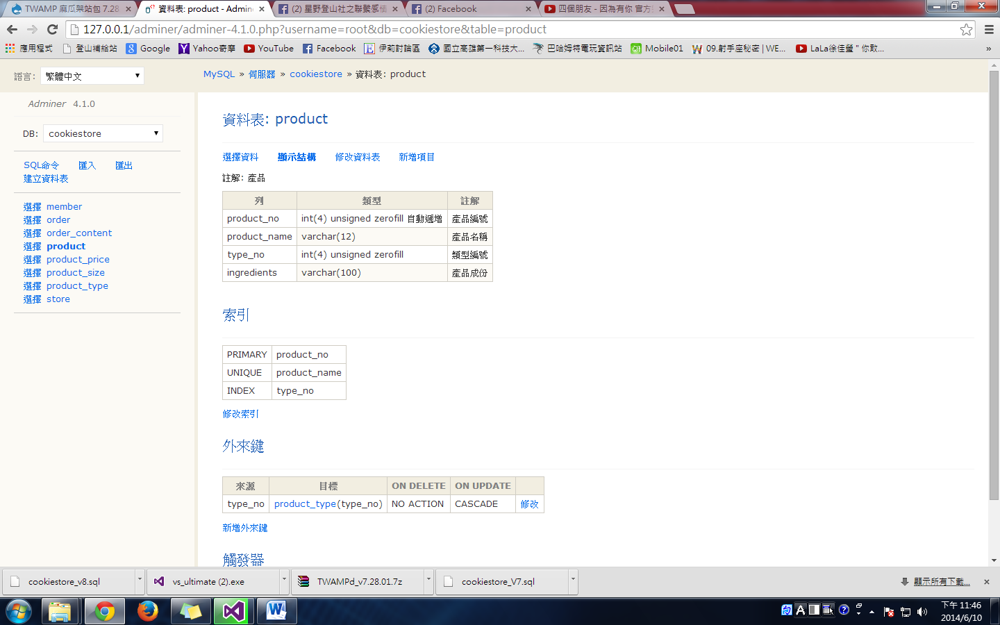 TWAMP 麻瓜架站包 7.28
資料表: product - Admine
(2) 星野登山社之聯繫感情
(2) Facebook
四個朋友 - 因為有你 官方
127.0.0.1/adminer/adminer-4.1.0.php?username=root&db=cookiestore&table=product
應用程式 登山補給站 Google Yahoo奇摩 YouTube Facebook 伊莉討論區 國立高雄第一科技大... 巴哈姆特電玩資訊站 Mobile01 09.射手座秘密 | WE... LaLa徐佳瑩 " 你敢... »
語言: 繁體中文
MySQL » 伺服器 » cookiestore » 資料表: product
Adminer 4.1.0
DB: cookiestore
SQL命令 匯入 匯出
建立資料表
選擇 member
選擇 order
選擇 order_content
選擇 product
選擇 product_price
選擇 product_size
選擇 product_type
選擇 store
資料表: product
選擇資料 顯示結構 修改資料表 新增項目
註解: 產品
列 類型 註解
product_no int(4) unsigned zerofill 自動遞增 產品編號
product_name varchar(12) 產品名稱
type_no int(4) unsigned zerofill 類型編號
ingredients varchar(100) 產品成份
索引
PRIMARY product_no
UNIQUE product_name
INDEX type_no
修改索引
外來鍵
來源 目標 ON DELETE ON UPDATE
type_no product_type(type_no) NO ACTION CASCADE 修改
新增外來鍵
觸發器
cookiestore_v8.sql vs_ultimate (2).exe TWAMPd_v7.28.01.7z cookiestore_V7.sql 顯示所有下載...
下午 11:46
2014/6/10